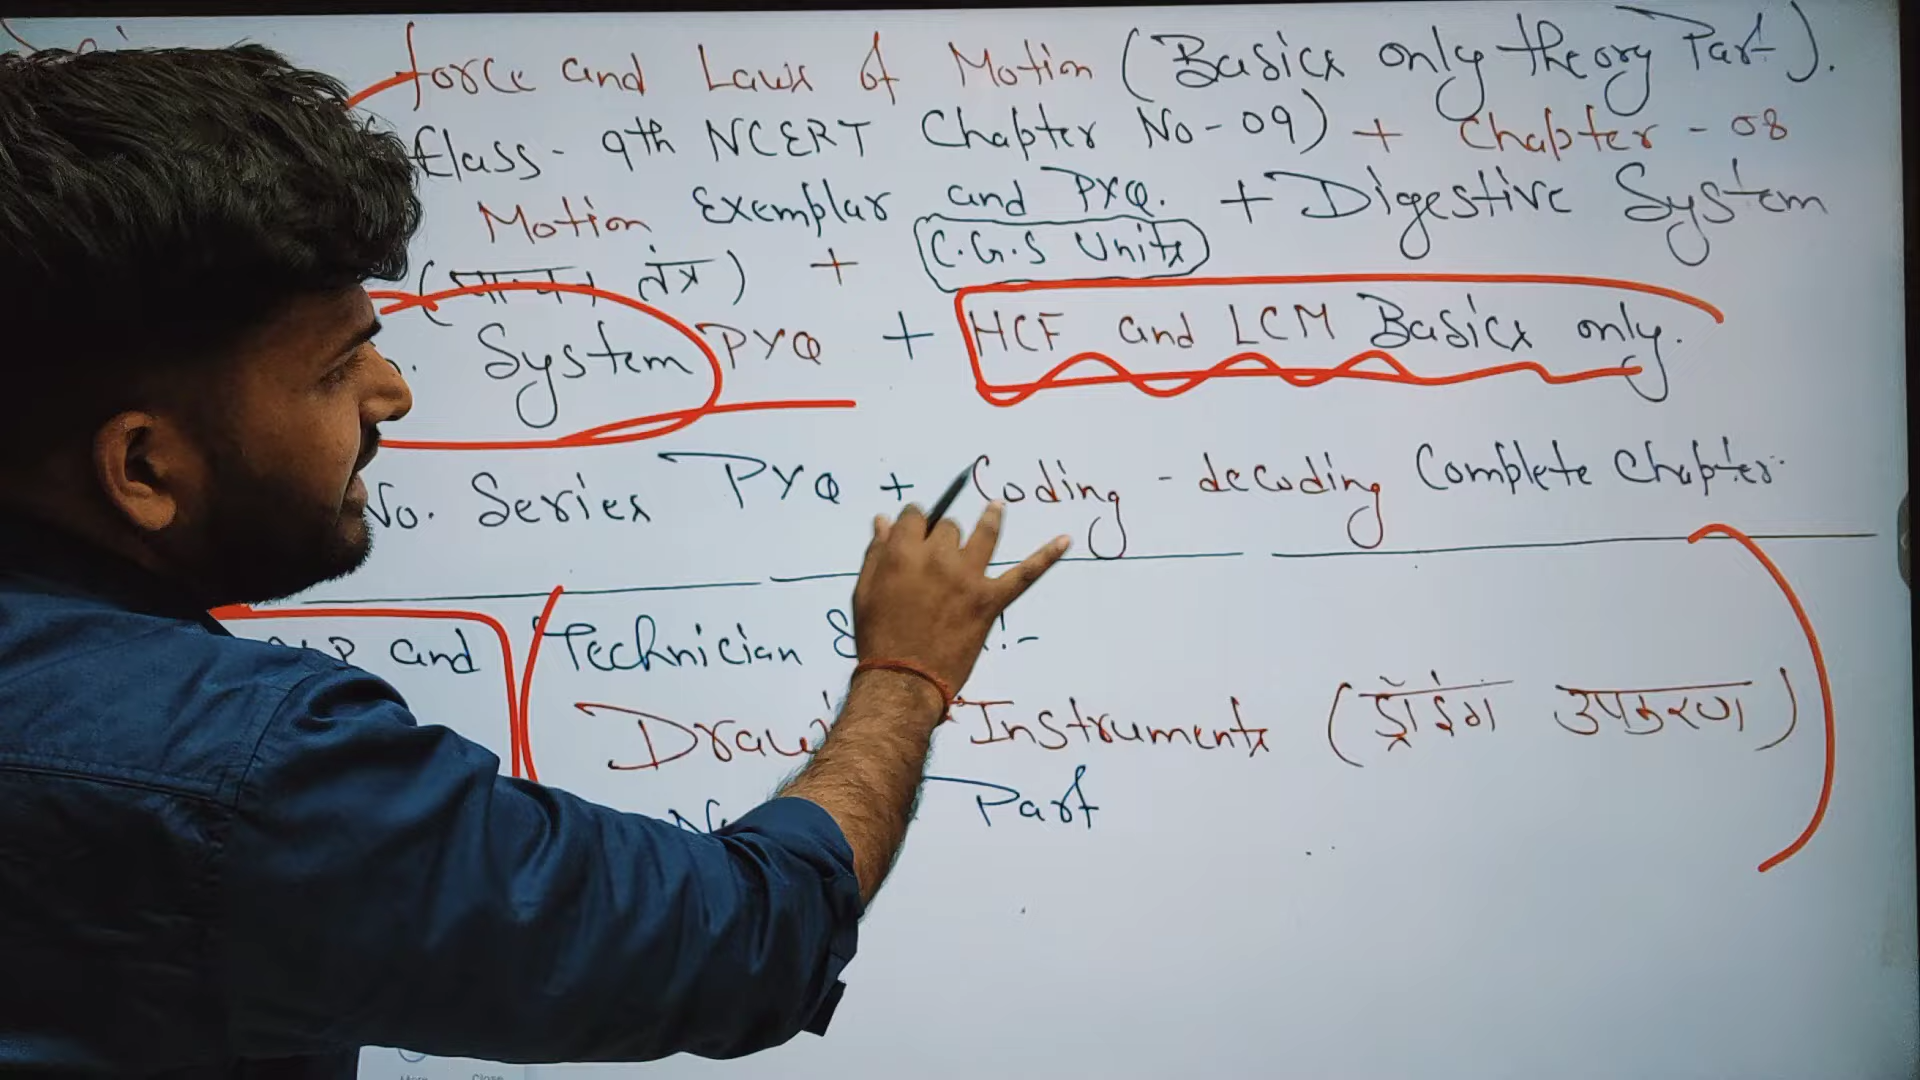 force and Laws of Motion (Basics only theory Part).
Class - 9th NCERT Chapter No - 09) + Chapter - 08
Motion Exemplar and PYQ. + Digestive System
(पाचन तंत्र) + C.G.S Units
System PYQ + HCF and LCM Basics only.
No. Series PYQ + Coding - decoding Complete Chapter.
and Technician :-
Instruments (ड्रॉइंग उपकरण)
Part